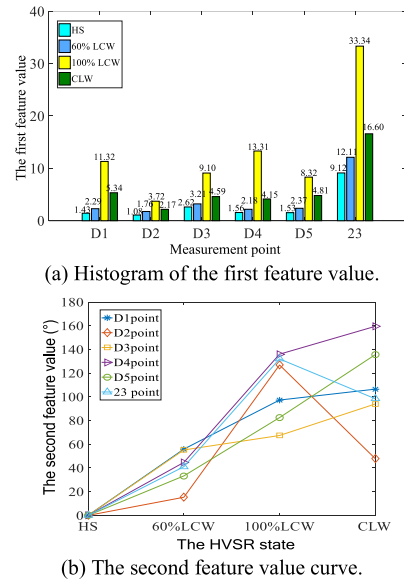 40
30
20
10
0
The first feature value
HS
60% LCW
100% LCW
CLW
1.43 2.29 11.32 5.34
1.08 1.76 3.72 2.17
2.62 3.21 9.10 4.59
1.56 2.18 13.31 4.15
1.53 2.37 8.32 4.81
9.12 12.11 33.34 16.60
D1 D2 D3 D4 D5 23
Measurement point
(a) Histogram of the first feature value.
180
160
140
120
100
80
60
40
20
0
The second feature value (°)
D1point
D2point
D3point
D4point
D5point
23 point
HS 60%LCW 100%LCW CLW
The HVSR state
(b) The second feature value curve.